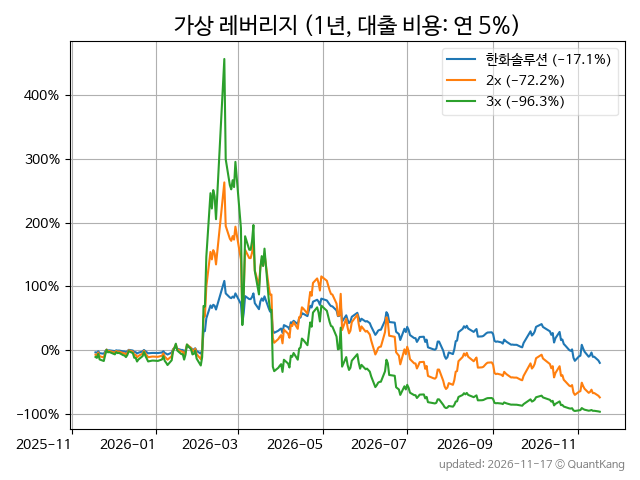 가상 레버리지 (1년, 대출 비용: 연 5%)
한화솔루션 (-17.1%)
2x (-72.2%)
3x (-96.3%)
400%
300%
200%
100%
0%
-100%
2025-11 2026-01 2026-03 2026-05 2026-07 2026-09 2026-11
updated: 2026-11-17 © QuantKang